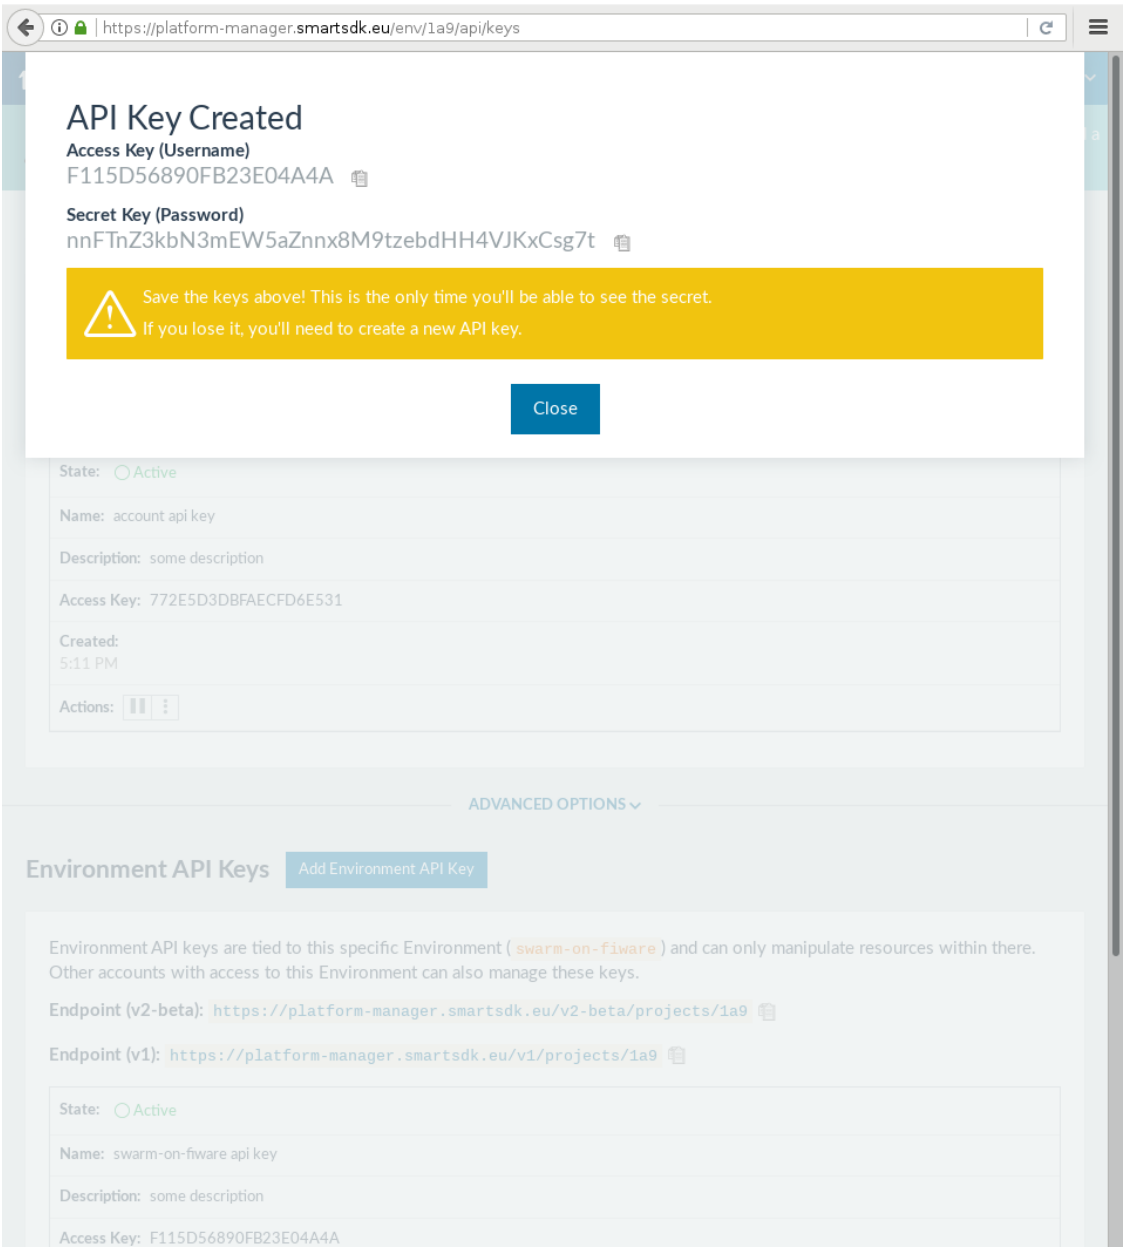 https://platform-manager.smartsdk.eu/env/1a9/api/keys
API Key Created
Access Key (Username)
F115D56890FB23E04A4A
Secret Key (Password)
nnFTnZ3kbN3mEW5aZnnx8M9tzebdHH4VJKxCsg7t
Save the keys above! This is the only time you'll be able to see the secret.
If you lose it, you'll need to create a new API key.
Close
State: Active
Name: account api key
Description: some description
Access Key: 772E5D3DBFAECFD6E531
Created:
5:11 PM
Actions:
ADVANCED OPTIONS
Environment API Keys Add Environment API Key
Environment API keys are tied to this specific Environment ( swarm-on-fiware ) and can only manipulate resources within there.
Other accounts with access to this Environment can also manage these keys.
Endpoint (v2-beta): https://platform-manager.smartsdk.eu/v2-beta/projects/1a9
Endpoint (v1): https://platform-manager.smartsdk.eu/v1/projects/1a9
State: Active
Name: swarm-on-fiware api key
Description: some description
Access Key: F115D56890FB23E04A4A